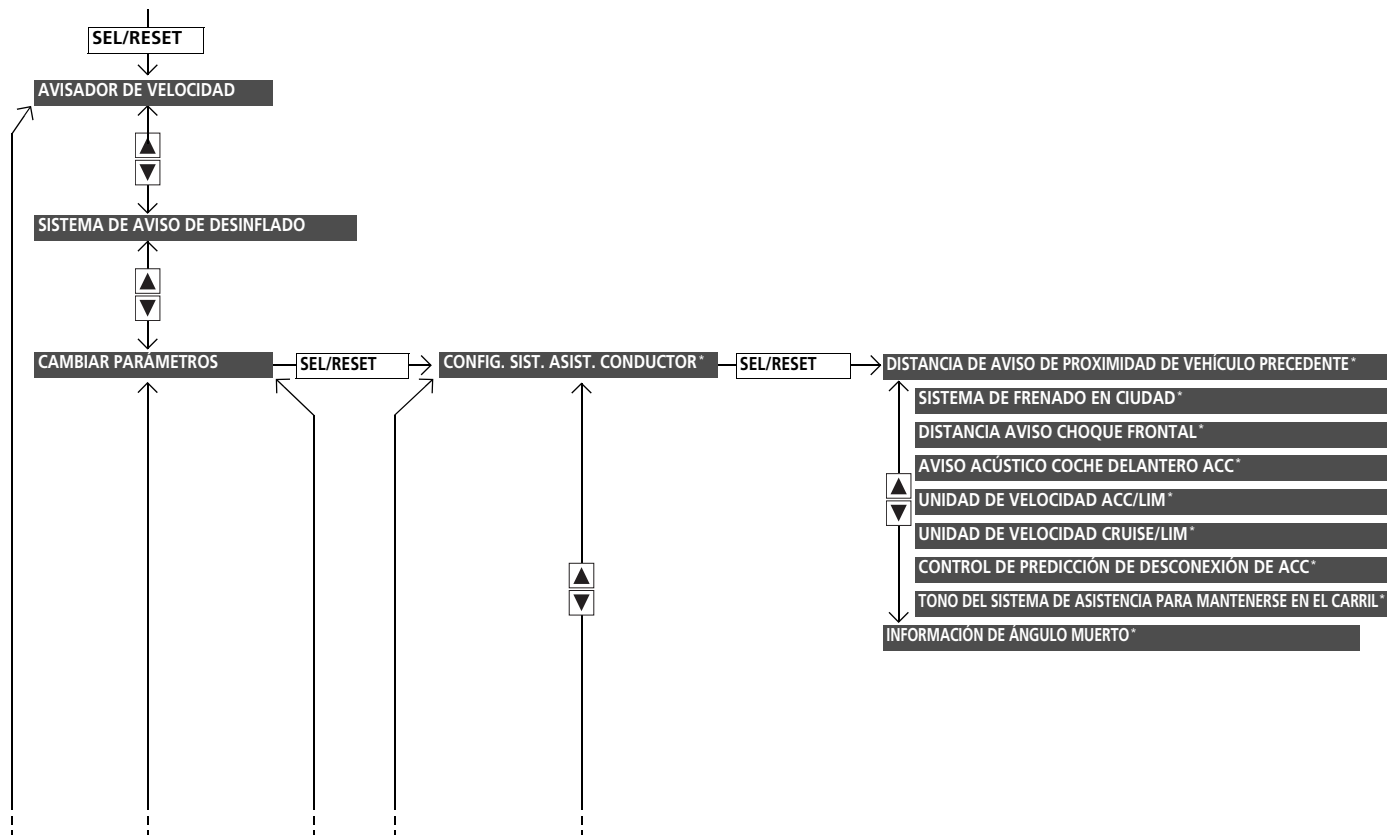 SEL/RESET
AVISADOR DE VELOCIDAD
▲
▼
SISTEMA DE AVISO DE DESINFLADO
▲
▼
CAMBIAR PARÁMETROS
SEL/RESET
CONFIG. SIST. ASIST. CONDUCTOR*
SEL/RESET
DISTANCIA DE AVISO DE PROXIMIDAD DE VEHÍCULO PRECEDENTE*
SISTEMA DE FRENADO EN CIUDAD*
DISTANCIA AVISO CHOQUE FRONTAL*
AVISO ACÚSTICO COCHE DELANTERO ACC*
▲
▼
UNIDAD DE VELOCIDAD ACC/LIM*
UNIDAD DE VELOCIDAD CRUISE/LIM*
CONTROL DE PREDICCIÓN DE DESCONEXIÓN DE ACC*
▲
▼
TONO DEL SISTEMA DE ASISTENCIA PARA MANTENERSE EN EL CARRIL*
INFORMACIÓN DE ÁNGULO MUERTO*